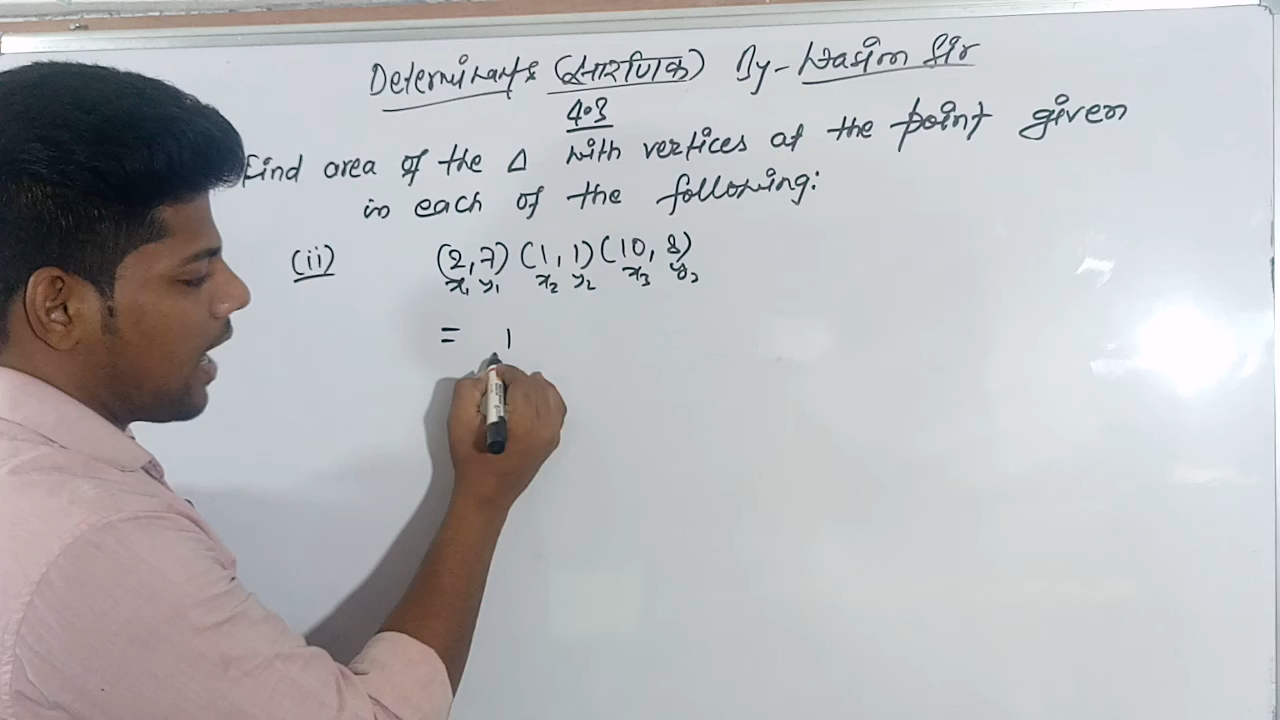 Determinants (सारणिक) By - Wasim Sir
4.3
Find area of the Δ with vertices at the point given
in each of the following:
(ii) (2,7) (1,1) (10,8)
x₁ y₁ x₂ y₂ x₃ y₃
= 1